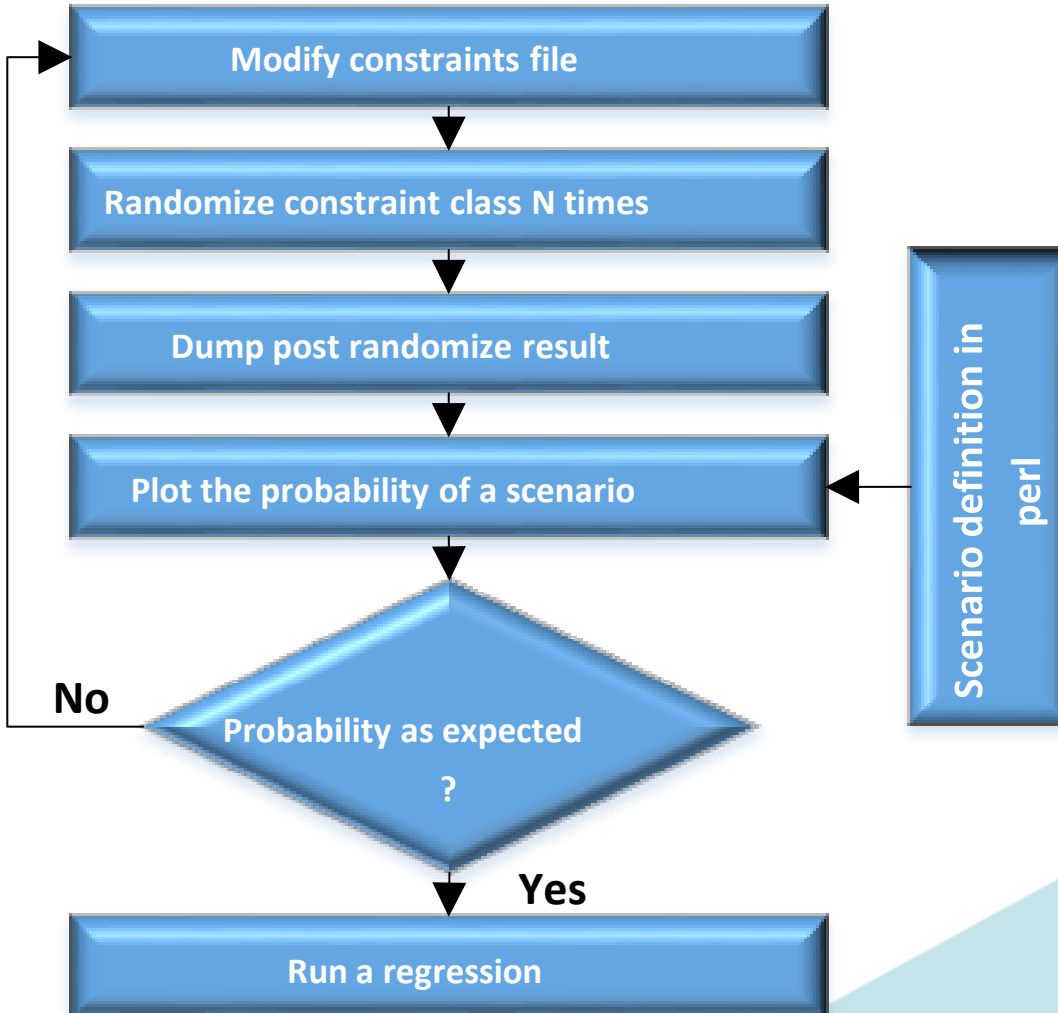 Modify constraints file
Randomize constraint class N times
Dump post randomize result
Plot the probability of a scenario
Scenario definition in
perl
No
Probability as expected
?
Yes
Run a regression